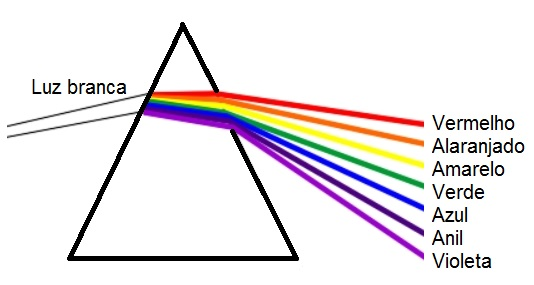 Luz branca
Vermelho
Alaranjado
Amarelo
Verde
Azul
Anil
Violeta